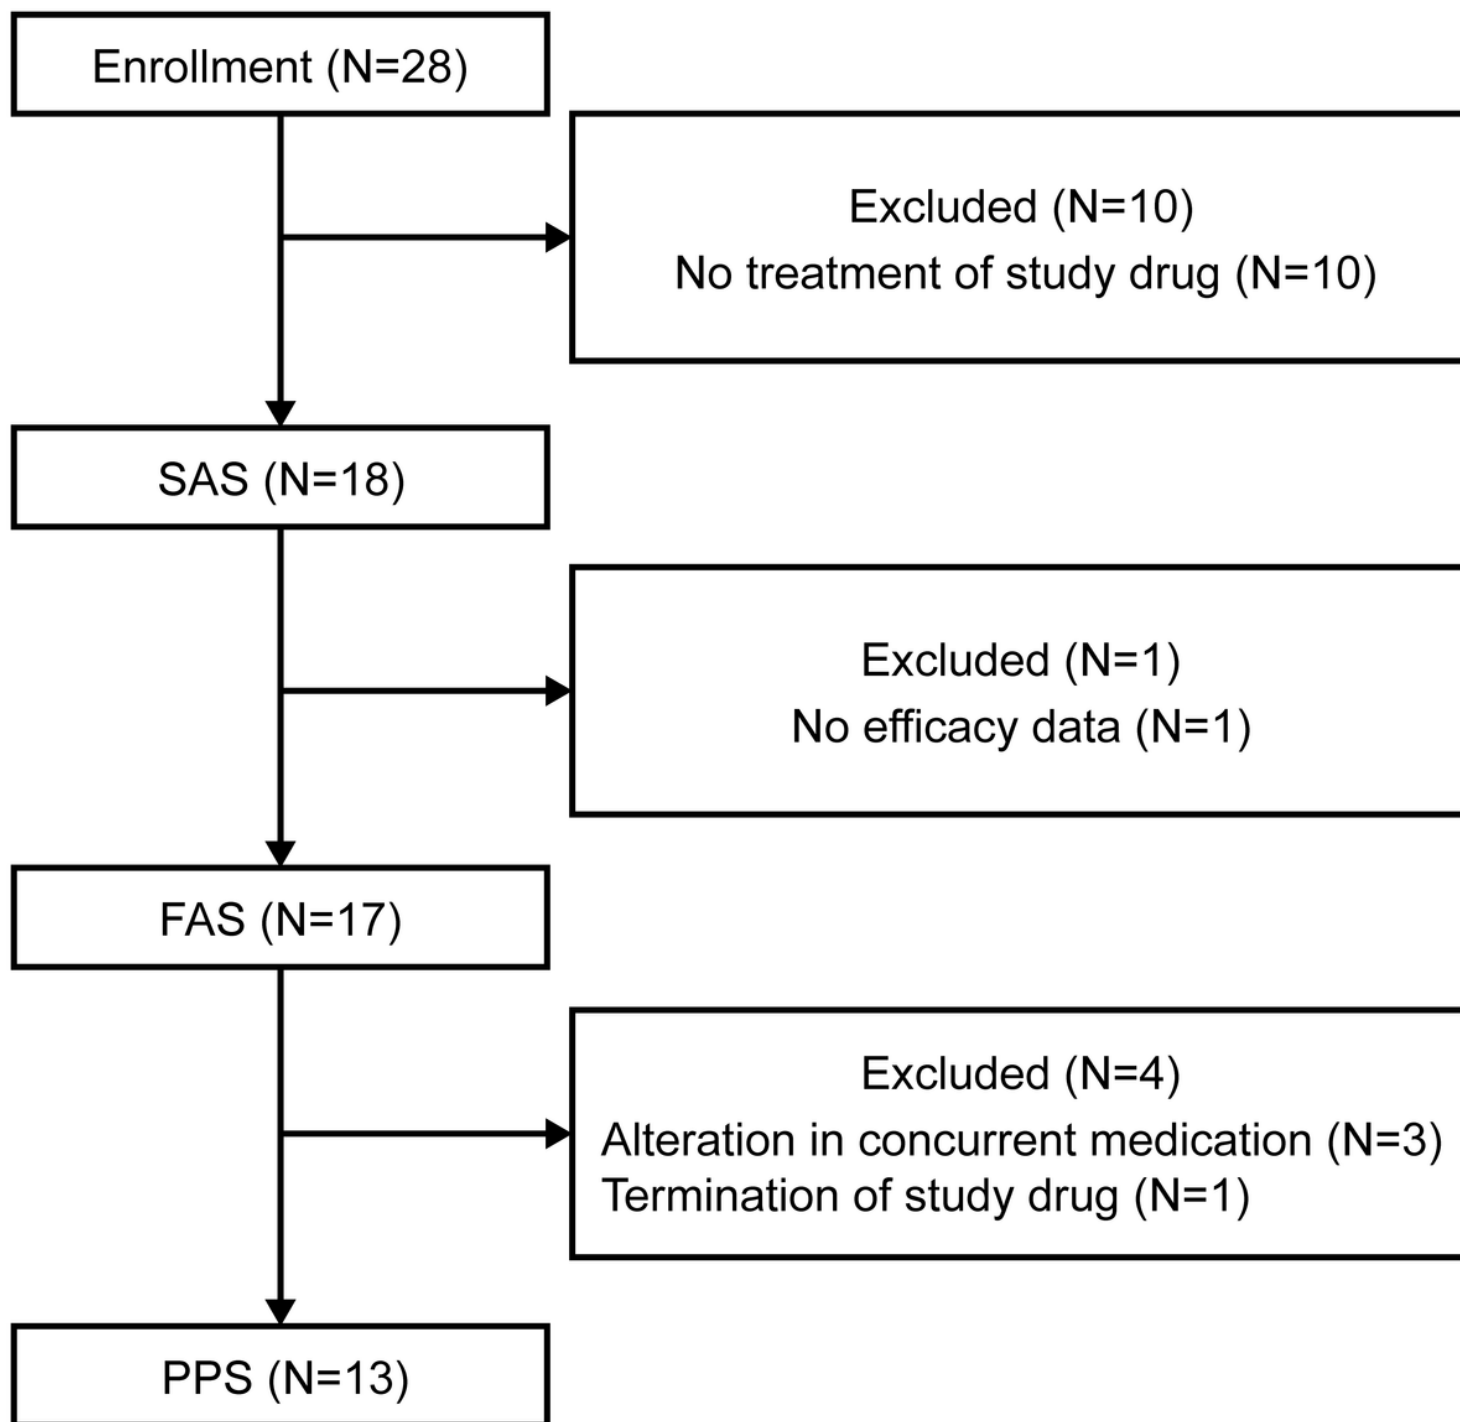 Enrollment (N=28)
Excluded (N=10)
No treatment of study drug (N=10)
SAS (N=18)
Excluded (N=1)
No efficacy data (N=1)
FAS (N=17)
Excluded (N=4)
Alteration in concurrent medication (N=3)
Termination of study drug (N=1)
PPS (N=13)